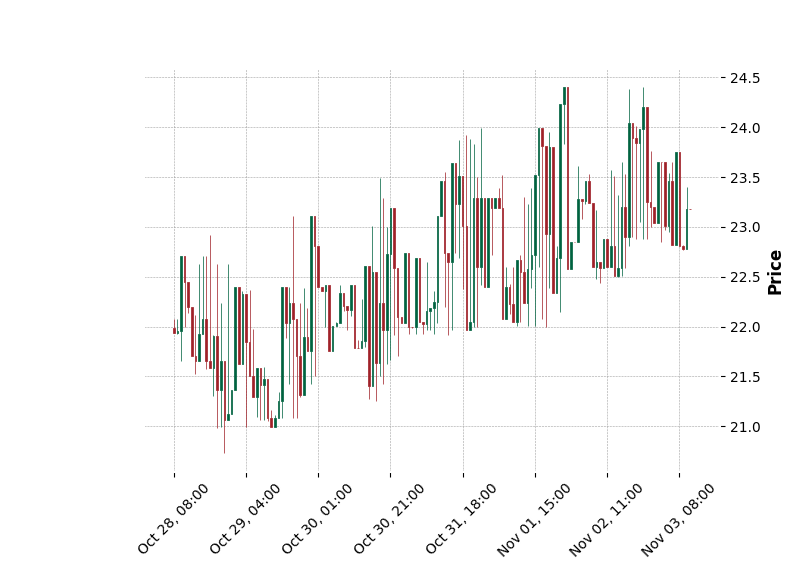 24.5
24.0
23.5
23.0
22.5
22.0
21.5
21.0
Price
Oct 28, 08:00
Oct 29, 04:00
Oct 30, 01:00
Oct 30, 21:00
Oct 31, 18:00
Nov 01, 15:00
Nov 02, 11:00
Nov 03, 08:00